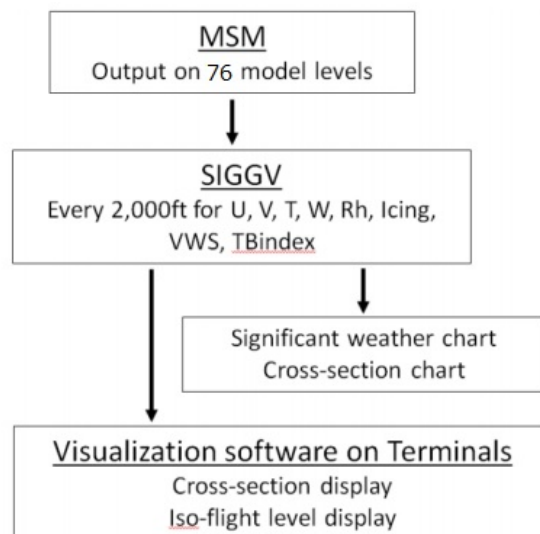 MSM
Output on 76 model levels
SIGGV
Every 2,000ft for U, V, T, W, Rh, Icing,
VWS, TBindex
Significant weather chart
Cross-section chart
Visualization software on Terminals
Cross-section display
Iso-flight level display